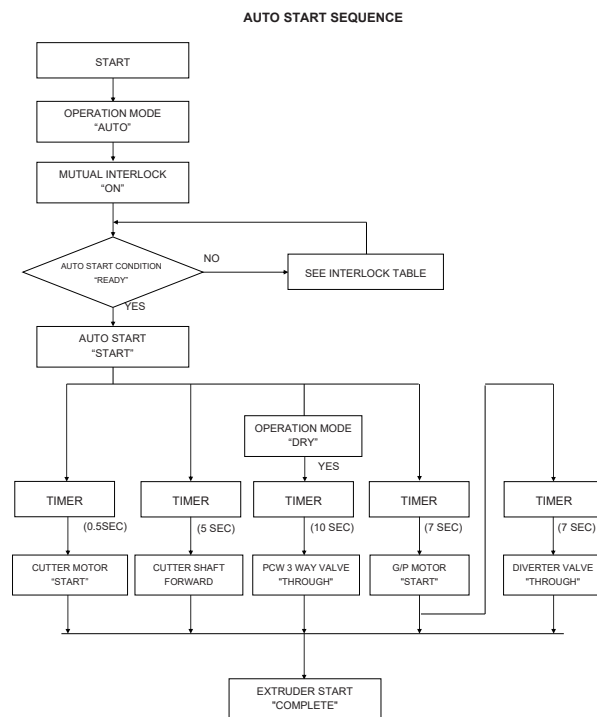 AUTO START SEQUENCE
START
OPERATION MODE
“AUTO”
MUTUAL INTERLOCK
“ON”
AUTO START CONDITION
“READY”
NO
SEE INTERLOCK TABLE
YES
AUTO START
“START”
OPERATION MODE
“DRY”
YES
TIMER
TIMER
TIMER
TIMER
TIMER
(0.5SEC)
(5 SEC)
(10 SEC)
(7 SEC)
(7 SEC)
CUTTER MOTOR
"START"
CUTTER SHAFT
FORWARD
PCW 3 WAY VALVE
"THROUGH"
G/P MOTOR
"START"
DIVERTER VALVE
"THROUGH"
EXTRUDER START
"COMPLETE"